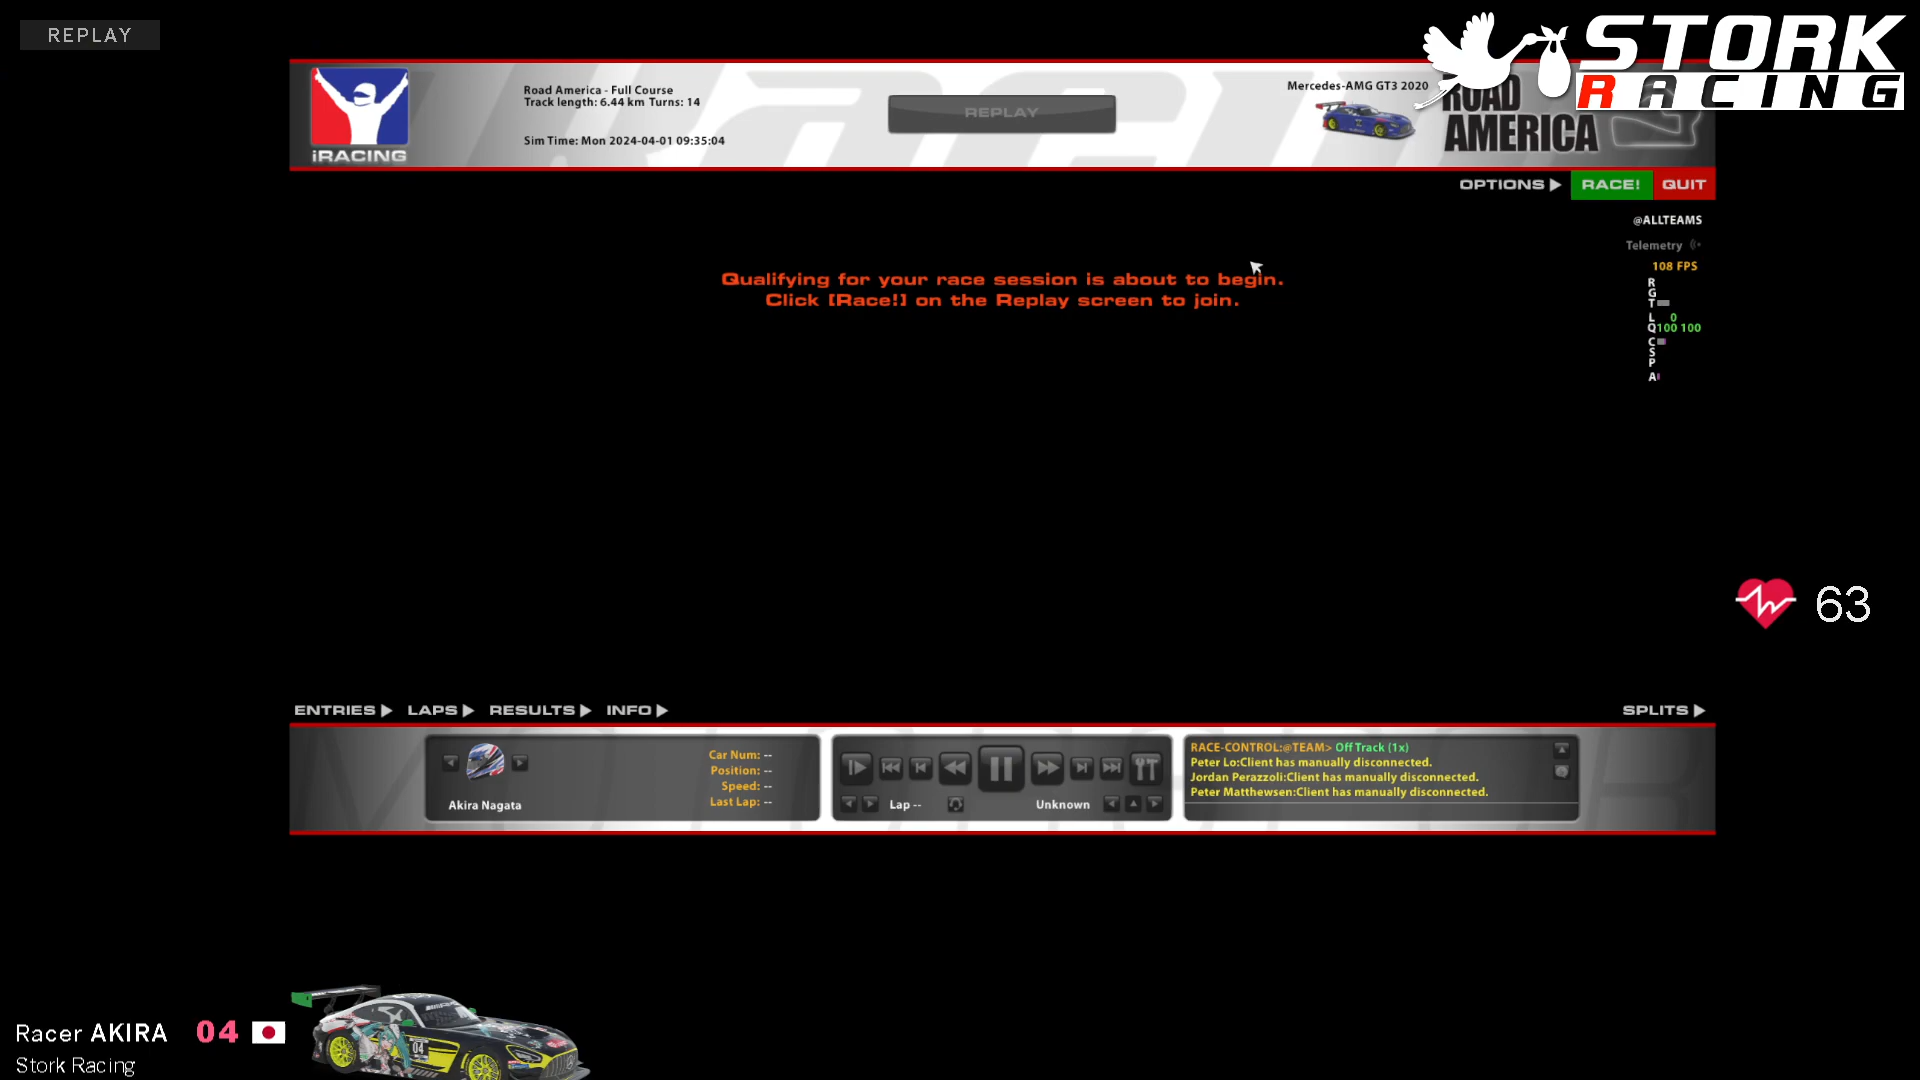 REPLAY
STORK
RACING
iRACING
Road America - Full Course
Track length: 6.44 km Turns: 14
Sim Time: Mon 2024-04-01 09:35:04
REPLAY
Mercedes-AMG GT3 2020
ROAD
AMERICA
OPTIONS
RACE!
QUIT
@ALLTEAMS
Telemetry
108 FPS
R
G
T
L 0
Q 100 100
C
S
P
A
Qualifying for your race session is about to begin.
Click [Race!] on the Replay screen to join.
63
ENTRIES
LAPS
RESULTS
INFO
SPLITS
Akira Nagata
Car Num: --
Position: --
Speed: --
Last Lap: --
Lap --
Unknown
RACE-CONTROL:@TEAM> Off Track (1x)
Peter Lo:Client has manually disconnected.
Jordan Perazzoli:Client has manually disconnected.
Peter Matthewsen:Client has manually disconnected.
Racer AKIRA 04
Stork Racing
04